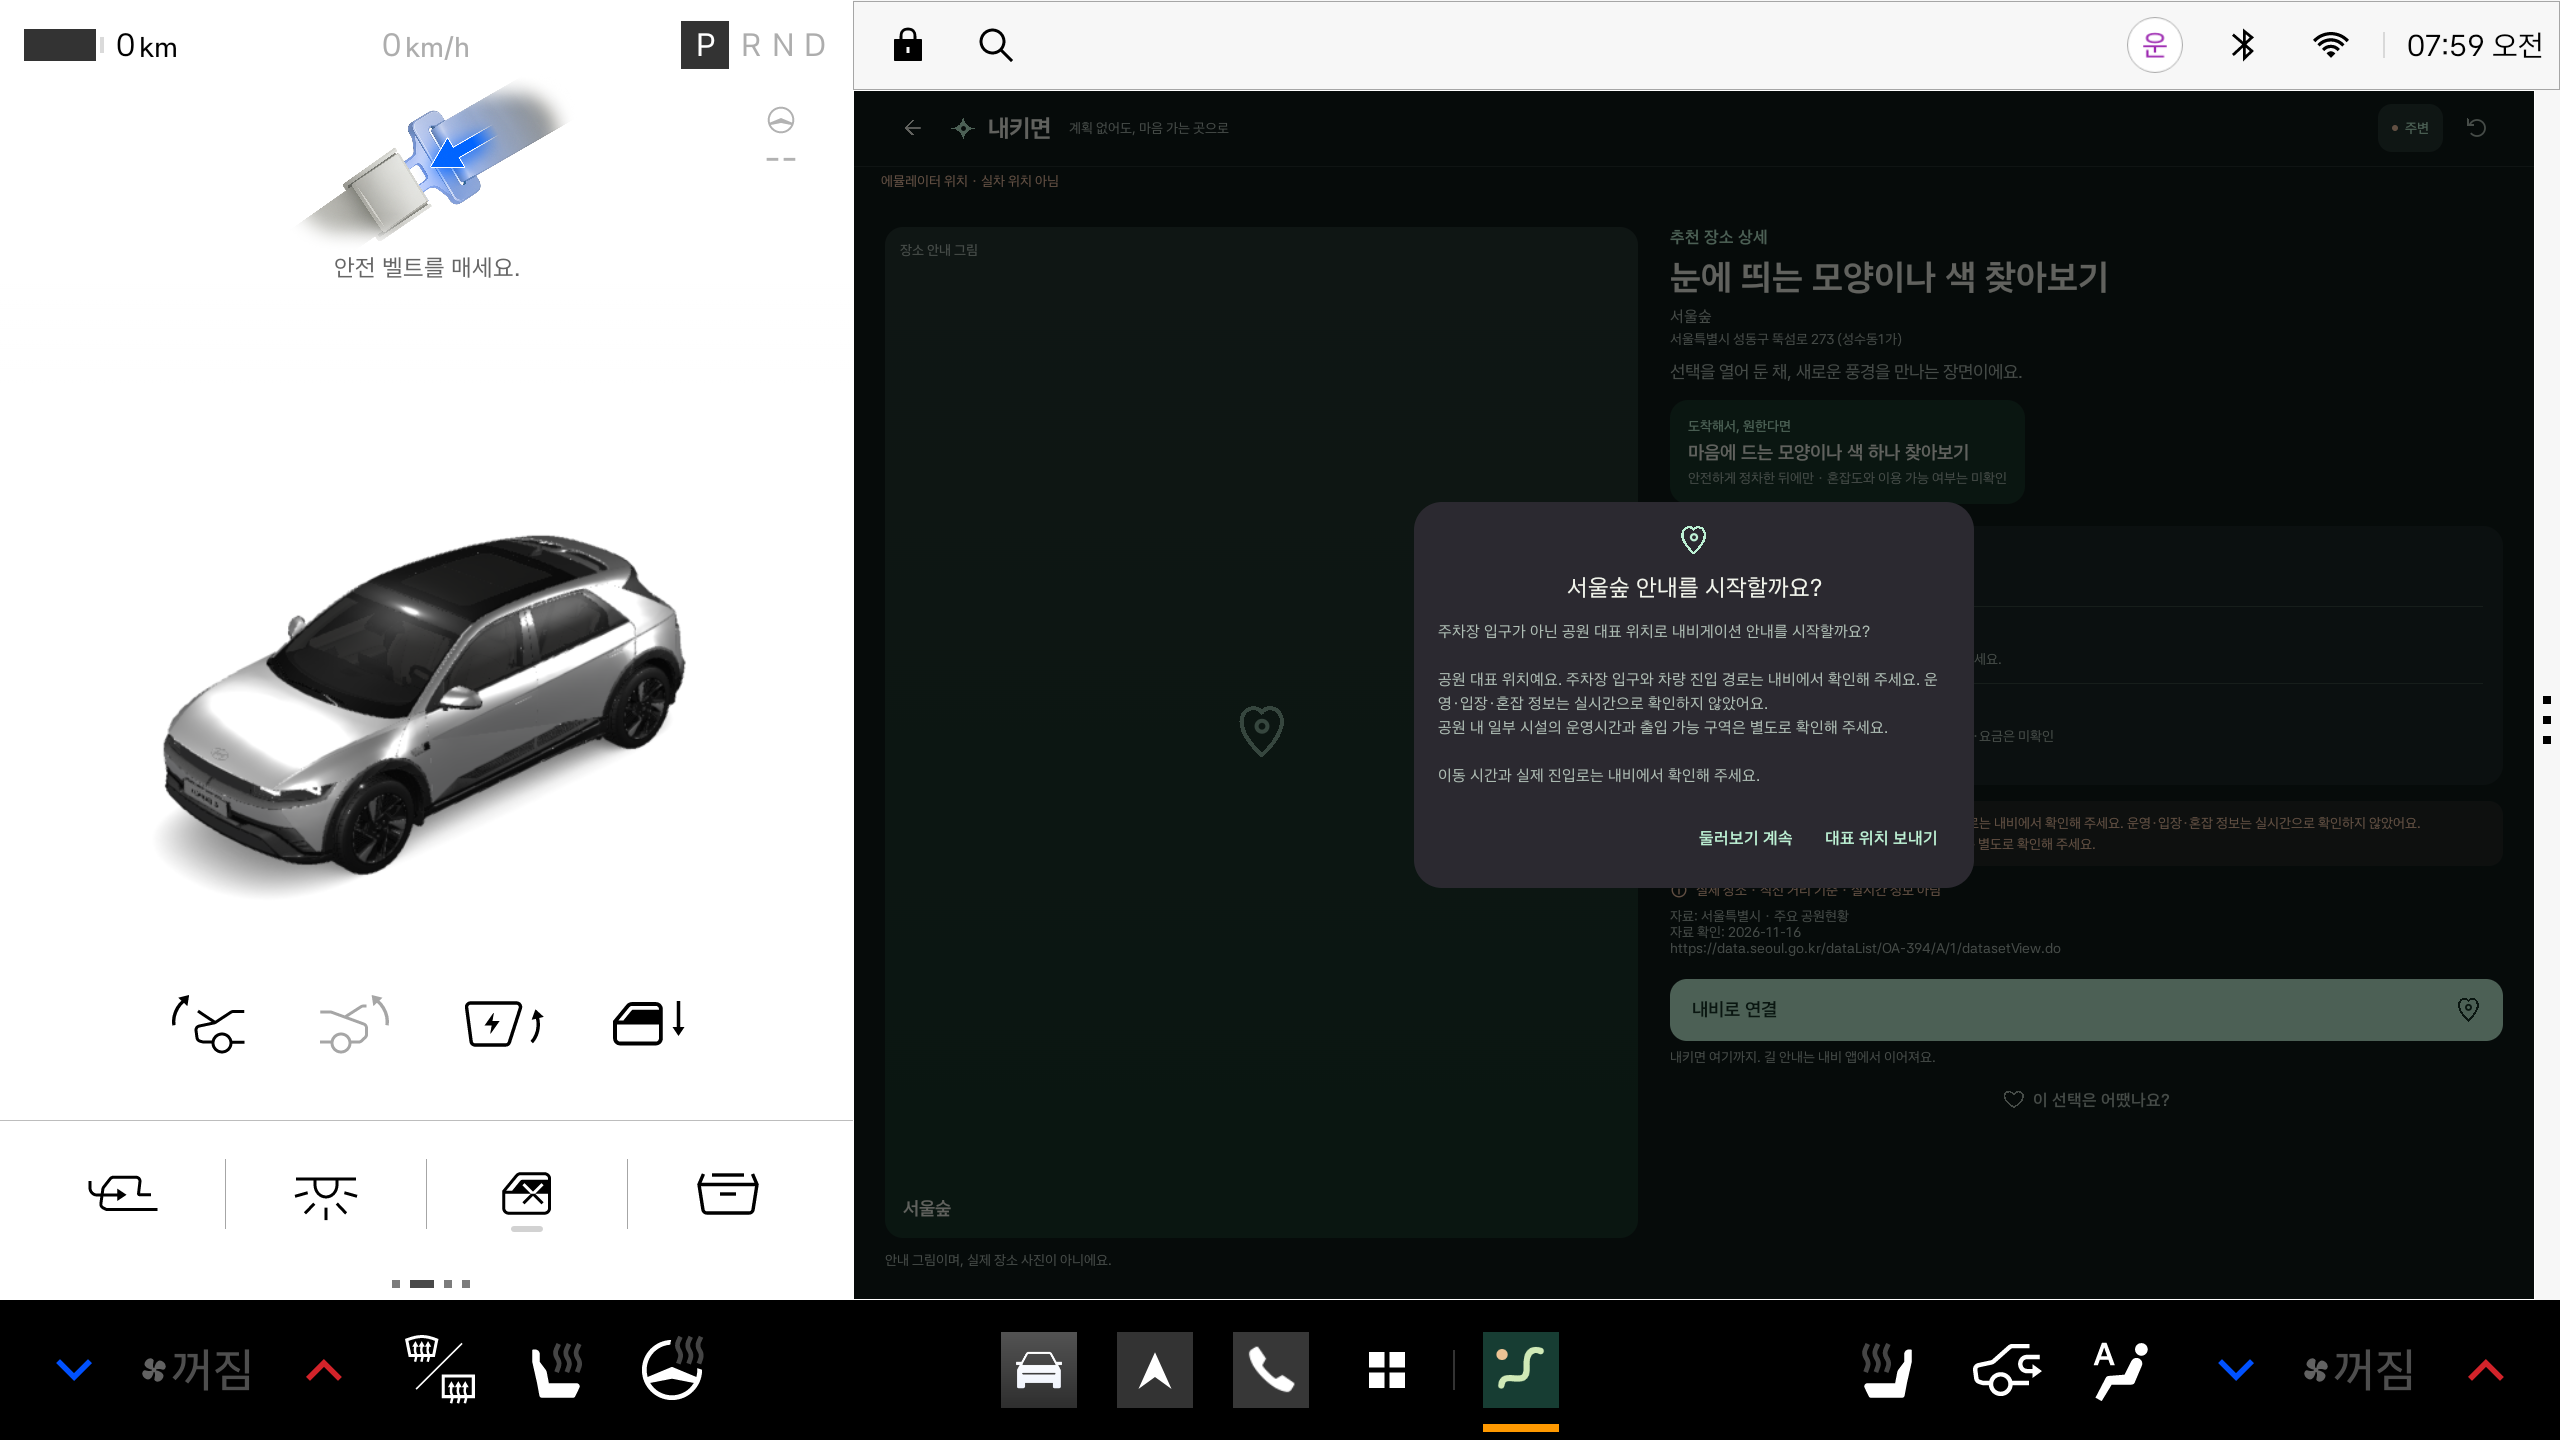 0 km
0 km/h
P R N D
안전 벨트를 매세요.
운
07:59 오전
내키면
계획 없어도, 마음 가는 곳으로
주변
에뮬레이터 위치 · 실차 위치 아님
장소 안내 그림
서울숲
안내 그림이며, 실제 장소 사진이 아니에요.
추천 장소 상세
눈에 띄는 모양이나 색 찾아보기
서울숲
서울특별시 성동구 뚝섬로 273 (성수동1가)
선택을 열어 둔 채, 새로운 풍경을 만나는 장면이에요.
도착해서, 원한다면
마음에 드는 모양이나 색 하나 찾아보기
안전하게 정차한 뒤에만 · 혼잡도와 이용 가능 여부는 미확인
서울숲 안내를 시작할까요?
주차장 입구가 아닌 공원 대표 위치로 내비게이션 안내를 시작할까요?
공원 대표 위치예요. 주차장 입구와 차량 진입 경로는 내비에서 확인해 주세요. 운
영·입장·혼잡 정보는 실시간으로 확인하지 않았어요.
공원 내 일부 시설의 운영시간과 출입 가능 구역은 별도로 확인해 주세요.
이동 시간과 실제 진입로는 내비에서 확인해 주세요.
둘러보기 계속
대표 위치 보내기
세요.
요금은 미확인
는 내비에서 확인해 주세요. 운영·입장·혼잡 정보는 실시간으로 확인하지 않았어요.
별도로 확인해 주세요.
실제 장소 · 직선 거리 기준 · 실시간 정보 아님
자료: 서울특별시 · 주요 공원현황
자료 확인: 2026-11-16
https://data.seoul.go.kr/dataList/OA-394/A/1/datasetView.do
내비로 연결
내키면 여기까지. 길 안내는 내비 앱에서 이어져요.
이 선택은 어땠나요?
꺼짐
A
꺼짐